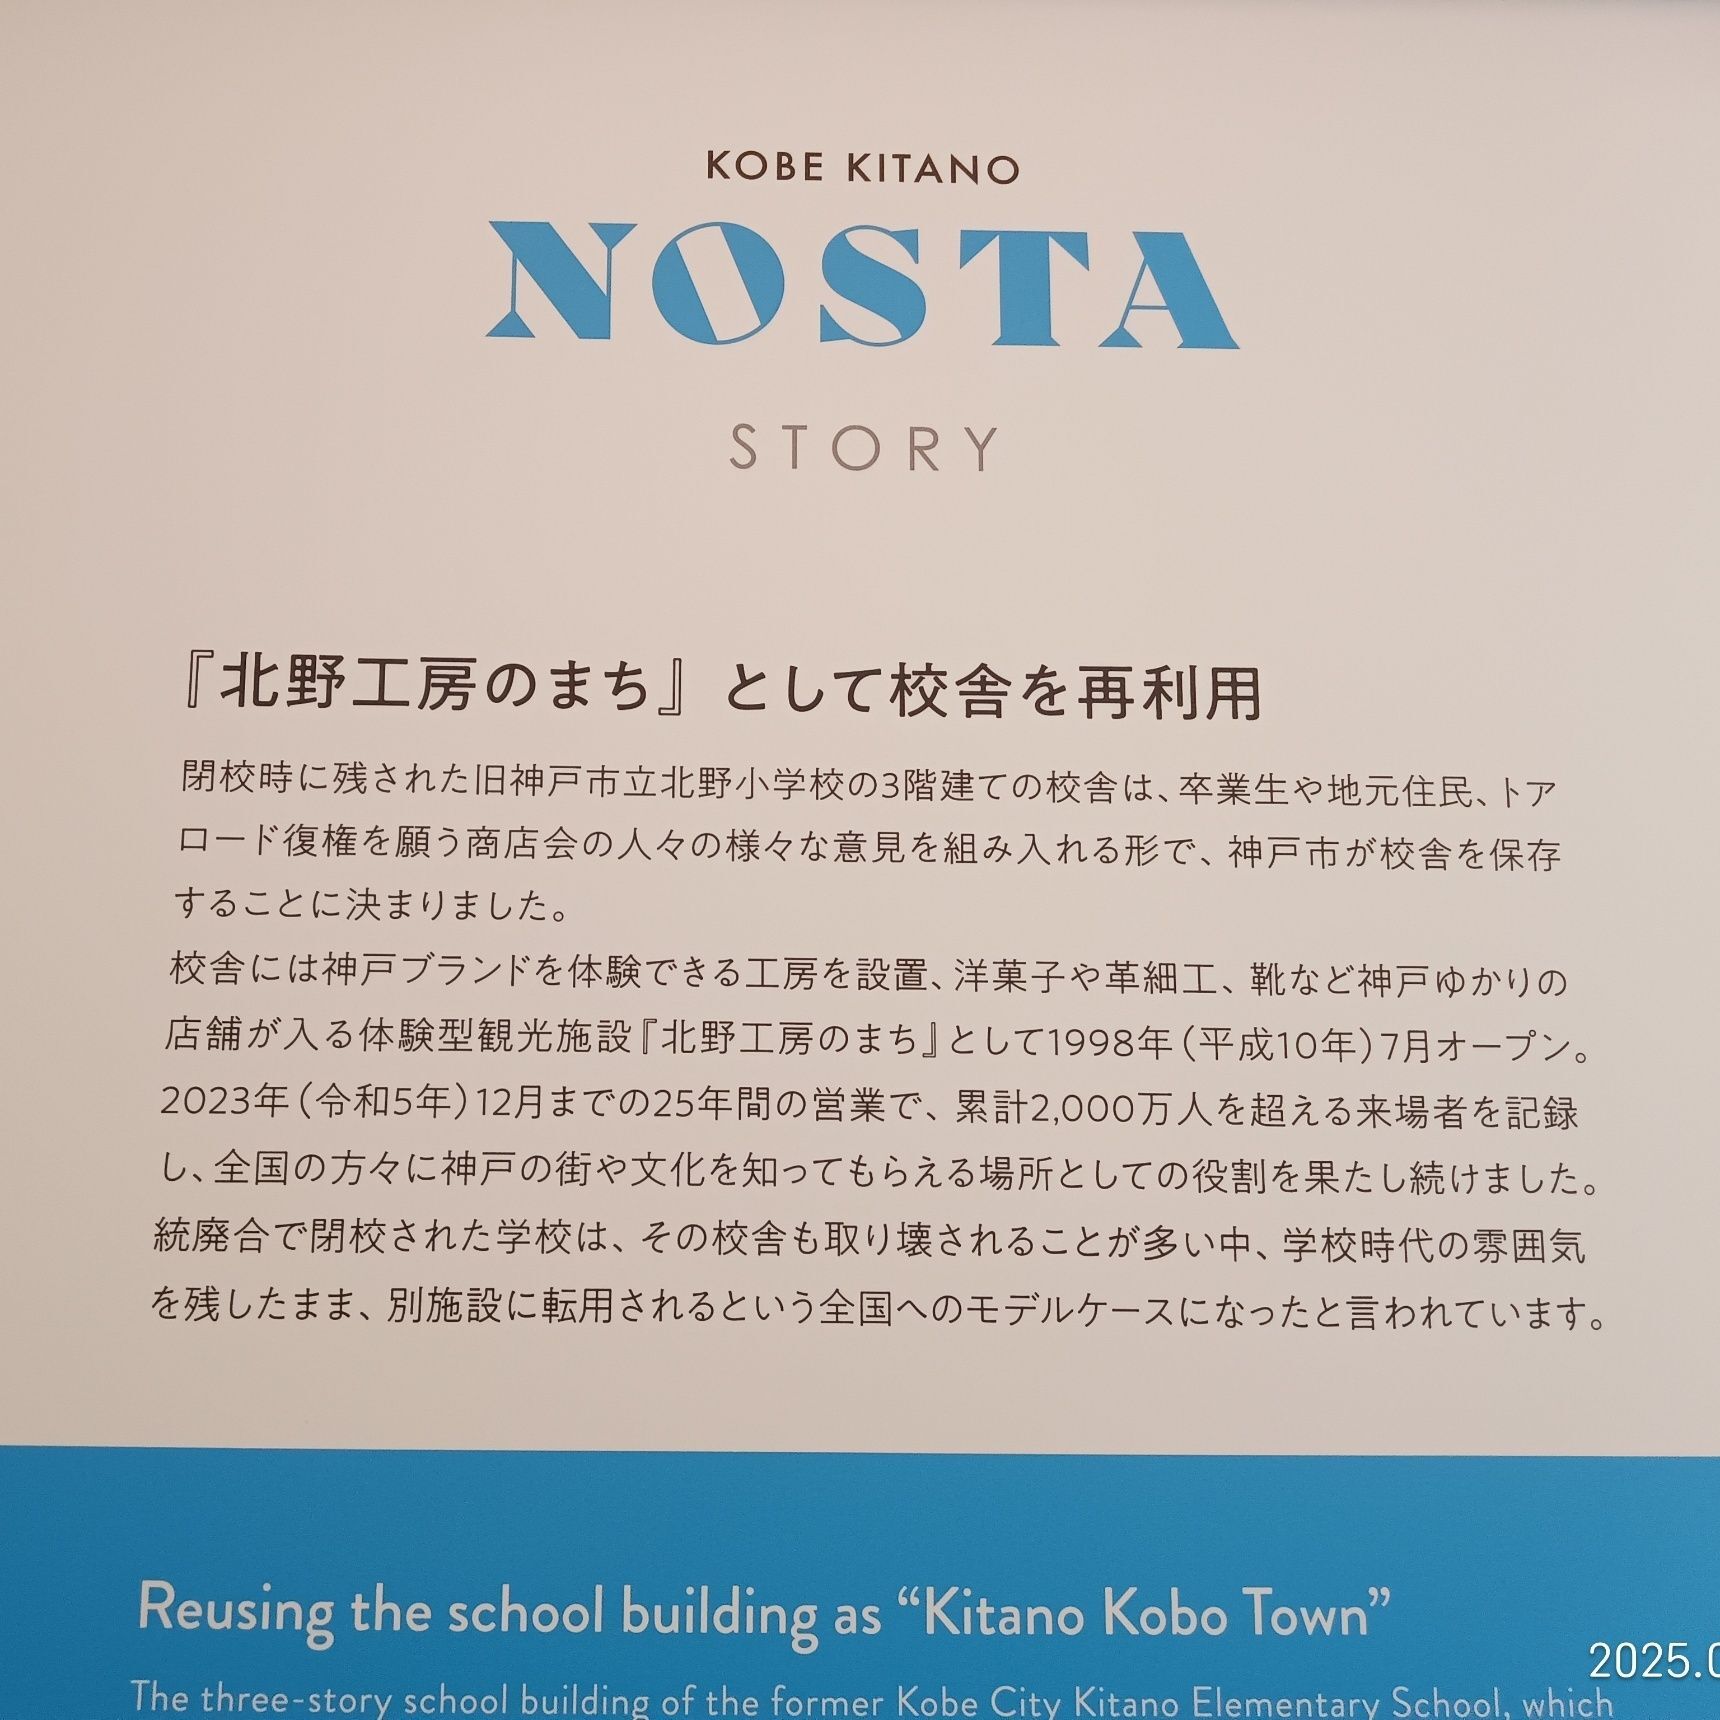 KOBE KITANO
NOSTA
STORY
『北野工房のまち』として校舎を再利用
閉校時に残された旧神戸市立北野小学校の3階建ての校舎は、卒業生や地元住民、トア
ロード復権を願う商店会の人々の様々な意見を組み入れる形で、神戸市が校舎を保存
することに決まりました。
校舎には神戸ブランドを体験できる工房を設置、洋菓子や革細工、靴など神戸ゆかりの
店舗が入る体験型観光施設『北野工房のまち』として1998年（平成10年）7月オープン。
2023年（令和5年）12月までの25年間の営業で、累計2,000万人を超える来場者を記録
し、全国の方々に神戸の街や文化を知ってもらえる場所としての役割を果たし続けました。
統廃合で閉校された学校は、その校舎も取り壊されることが多い中、学校時代の雰囲気
を残したまま、別施設に転用されるという全国へのモデルケースになったと言われています。
Reusing the school building as “Kitano Kobo Town”
2025.0
The three-story school building of the former Kobe City Kitano Elementary School, which